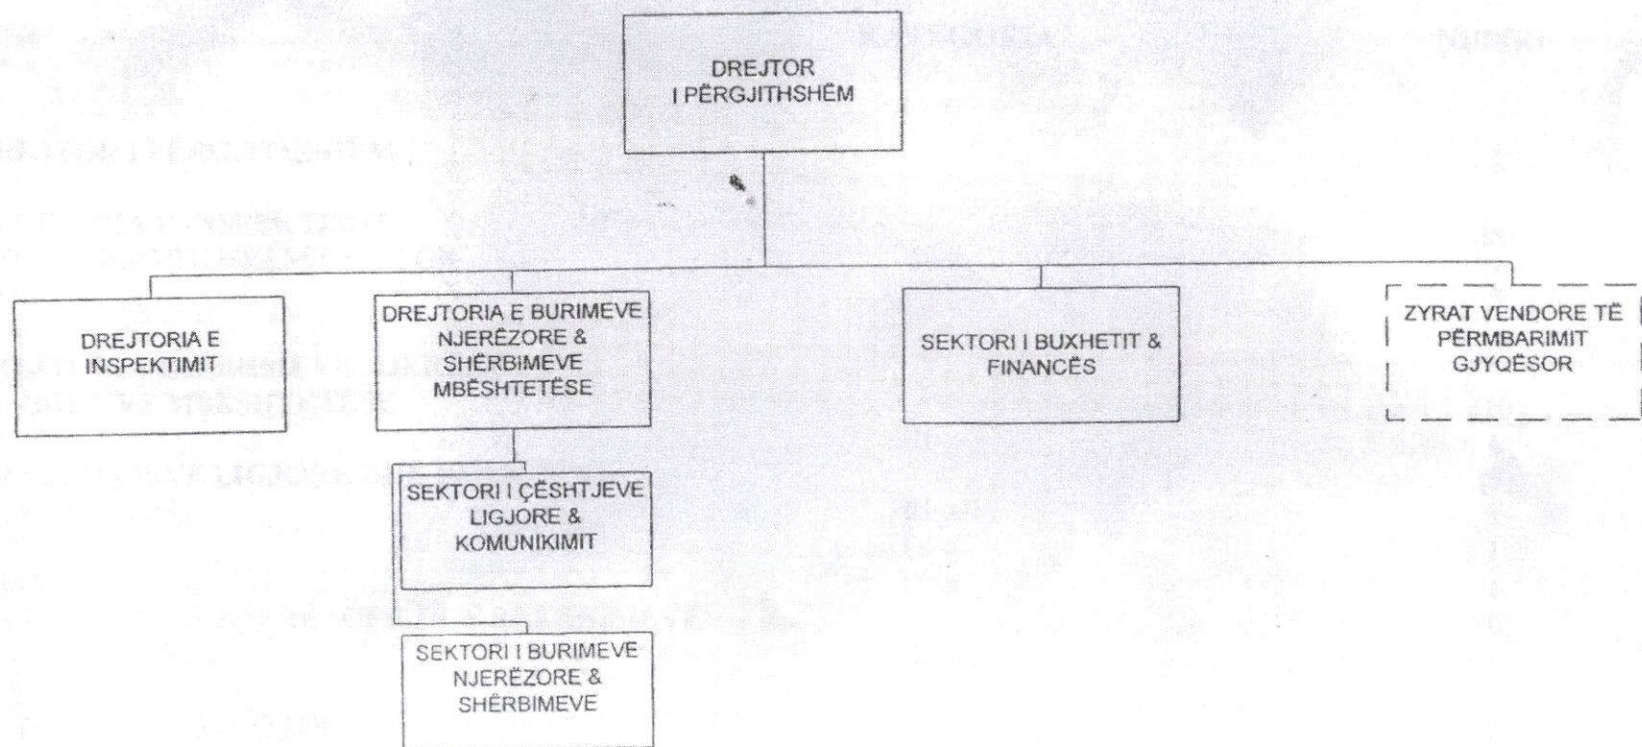 DREJTOR
I PËRGJITHSHËM
DREJTORIA E
INSPEKTIMIT
DREJTORIA E BURIMEVE
NJERËZORE &
SHËRBIMEVE
MBËSHTETËSE
SEKTORI I BUXHETIT &
FINANCËS
ZYRAT VENDORE TË
PËRMBARIMIT
GJYQËSOR
SEKTORI I ÇËSHTJEVE
LIGJORE &
KOMUNIKIMIT
SEKTORI I BURIMEVE
NJERËZORE &
SHËRBIMEVE